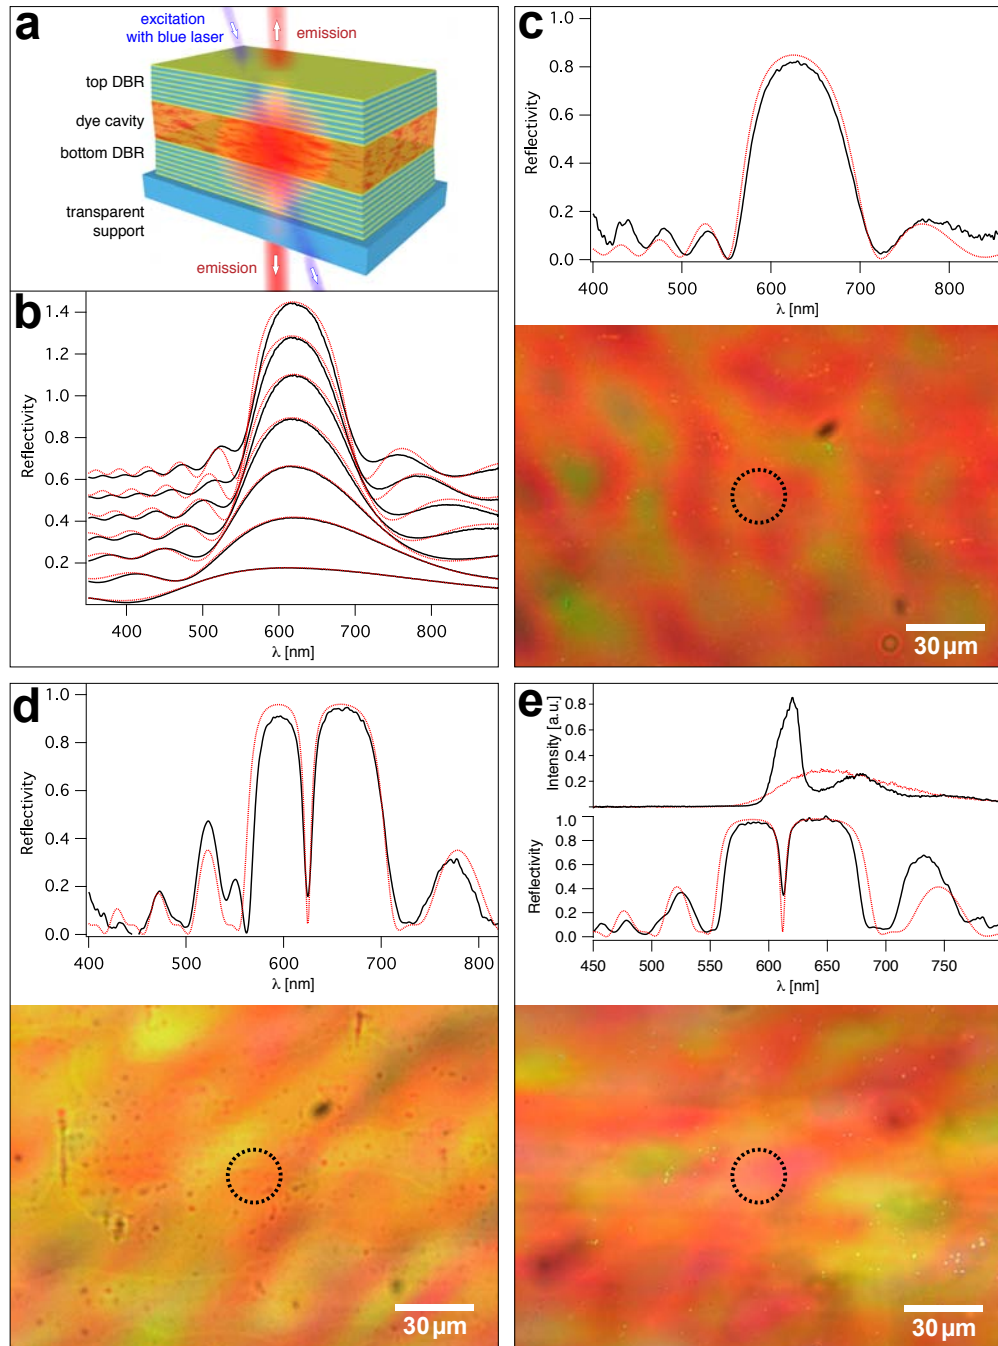 a
excitation
with blue laser
emission
top DBR
dye cavity
bottom DBR
transparent
support
emission
b
1.4
1.2
1.0
0.8
0.6
0.4
0.2
Reflectivity
400 500 600 700 800
λ [nm]
c
1.0
0.8
0.6
0.4
0.2
0.0
Reflectivity
400 500 600 700 800
λ [nm]
30 µm
d
1.0
0.8
0.6
0.4
0.2
0.0
Reflectivity
400 500 600 700 800
λ [nm]
30 µm
e
Intensity [a.u.]
0.8
0.6
0.4
0.2
Reflectivity
1.0
0.8
0.6
0.4
0.2
0.0
450 500 550 600 650 700 750
λ [nm]
30 µm